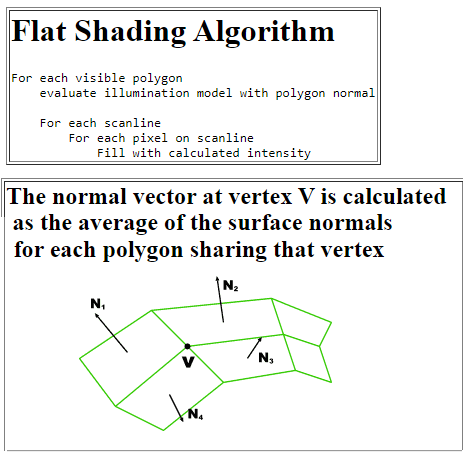 Flat Shading Algorithm
For each visible polygon
evaluate illumination model with polygon normal
For each scanline
For each pixel on scanline
Fill with calculated intensity
The normal vector at vertex V is calculated
as the average of the surface normals
for each polygon sharing that vertex
N₂
N₁
V
N₃
N₄